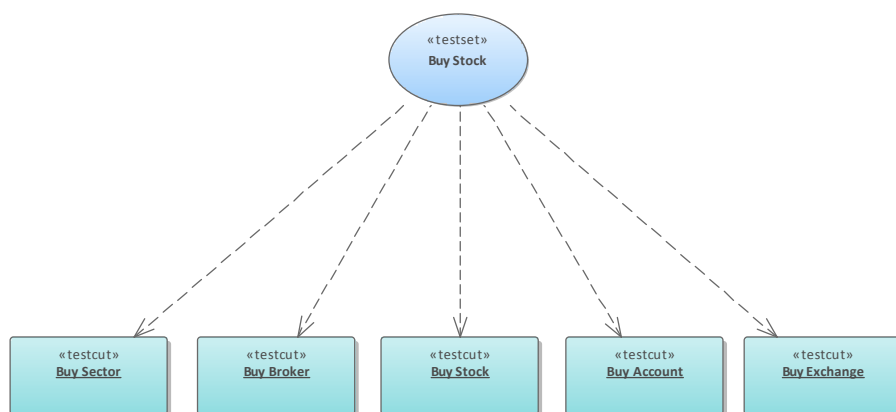 «testset»
Buy Stock
«testcut»
Buy Sector
«testcut»
Buy Broker
«testcut»
Buy Stock
«testcut»
Buy Account
«testcut»
Buy Exchange